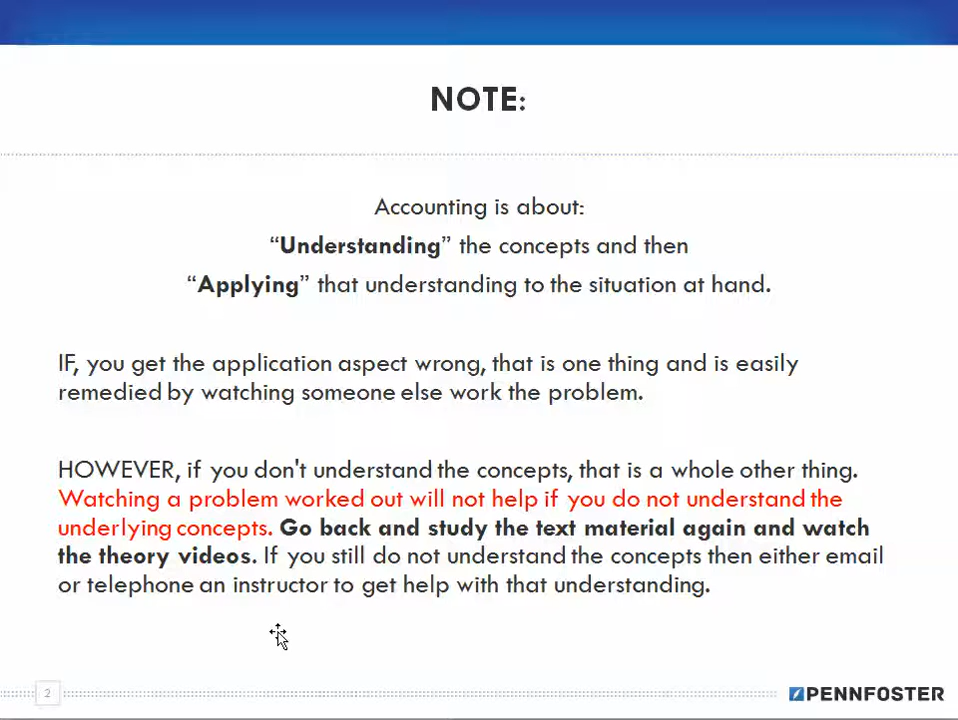 NOTE:
Accounting is about:
“Understanding” the concepts and then
“Applying” that understanding to the situation at hand.
IF, you get the application aspect wrong, that is one thing and is easily
remedied by watching someone else work the problem.
HOWEVER, if you don't understand the concepts, that is a whole other thing.
Watching a problem worked out will not help if you do not understand the
underlying concepts. Go back and study the text material again and watch
the theory videos. If you still do not understand the concepts then either email
or telephone an instructor to get help with that understanding.
2
PENNFOSTER